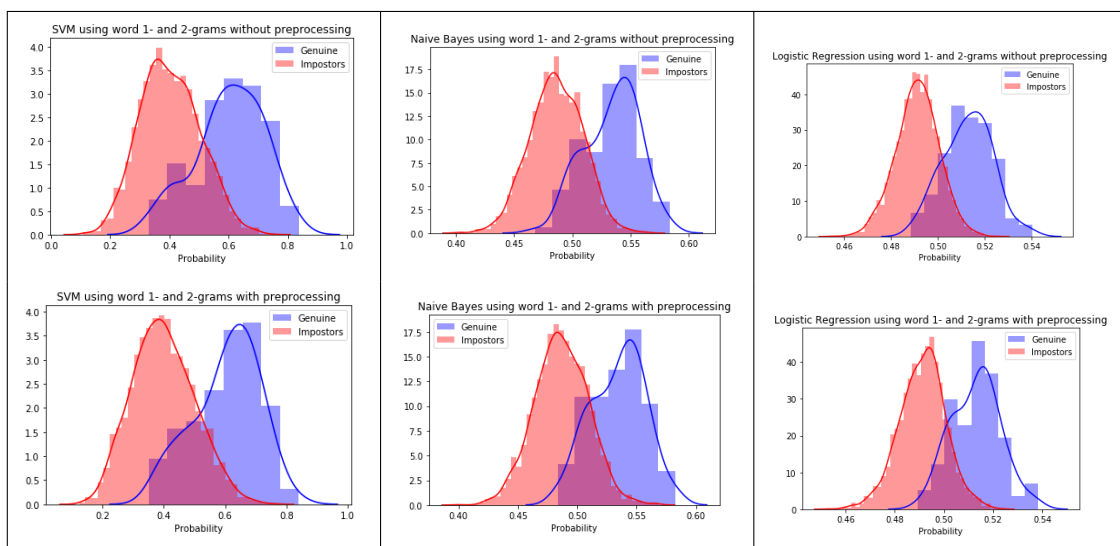 SVM using word 1- and 2-grams without preprocessing
Genuine
Impostors
4.0
3.5
3.0
2.5
2.0
1.5
1.0
0.5
0.0
0.0 0.2 0.4 0.6 0.8 1.0
Probability
Naive Bayes using word 1- and 2-grams without preprocessing
Genuine
Impostors
17.5
15.0
12.5
10.0
7.5
5.0
2.5
0.0
0.40 0.45 0.50 0.55 0.60
Probability
Logistic Regression using word 1- and 2-grams without preprocessing
Genuine
Impostors
40
30
20
10
0
0.46 0.48 0.50 0.52 0.54
Probability
SVM using word 1- and 2-grams with preprocessing
Genuine
Impostors
4.0
3.5
3.0
2.5
2.0
1.5
1.0
0.5
0.0
0.2 0.4 0.6 0.8 1.0
Probability
Naive Bayes using word 1- and 2-grams with preprocessing
Genuine
Impostors
17.5
15.0
12.5
10.0
7.5
5.0
2.5
0.0
0.40 0.45 0.50 0.55 0.60
Probability
Logistic Regression using word 1- and 2-grams with preprocessing
Genuine
Impostors
40
30
20
10
0
0.46 0.48 0.50 0.52 0.54
Probability